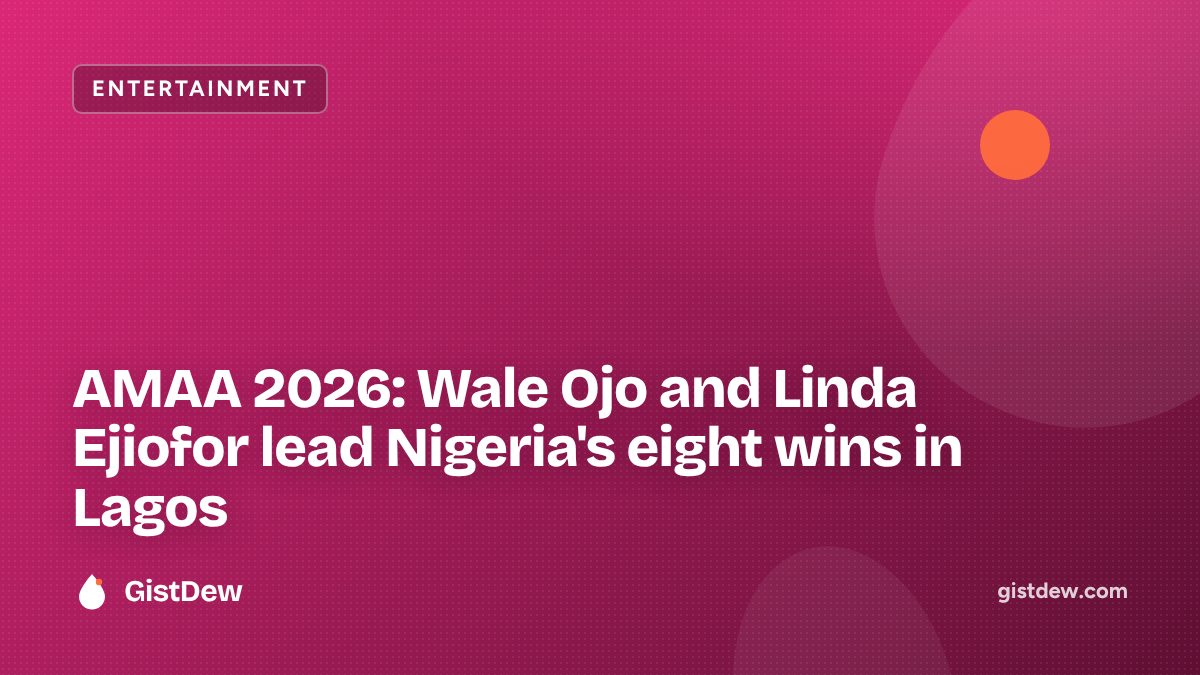 ENTERTAINMENT
AMAA 2026: Wale Ojo and Linda
Ejiofor lead Nigeria's eight wins in
Lagos
GistDew
gistdew.com